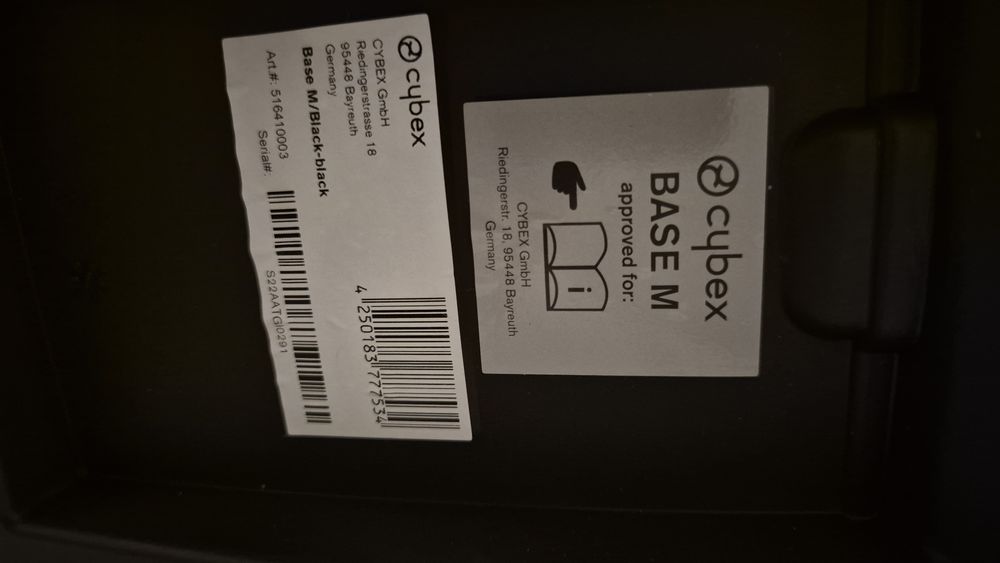 cybex
CYBEX GmbH
Riedingerstrasse 18
95448 Bayreuth
Germany
Base M/Black-black
Art.#: 516410003
Serial#:
S22AATGI0291
4 250183 777534
cybex
BASE M
approved for:
i
CYBEX GmbH
Riedingerstr. 18, 95448 Bayreuth
Germany